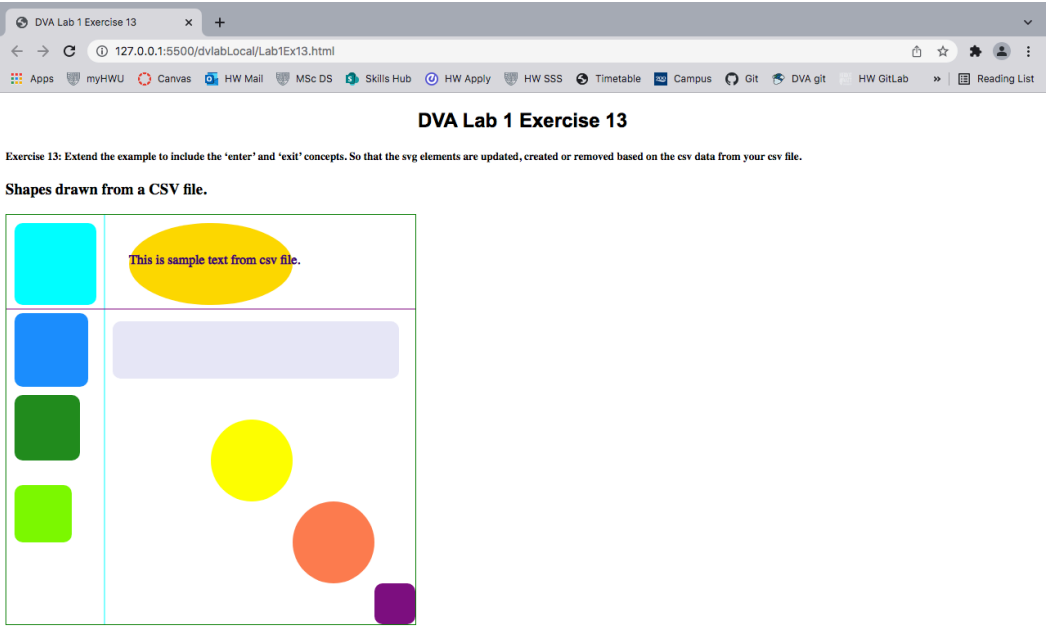 DVA Lab 1 Exercise 13
127.0.0.1:5500/dvlabLocal/Lab1Ex13.html
Apps myHWU Canvas HW Mail MSc DS Skills Hub HW Apply HW SSS Timetable Campus Git DVA git HW GitLab » Reading List
DVA Lab 1 Exercise 13
Exercise 13: Extend the example to include the ‘enter’ and ‘exit’ concepts. So that the svg elements are updated, created or removed based on the csv data from your csv file.
Shapes drawn from a CSV file.
This is sample text from csv file.